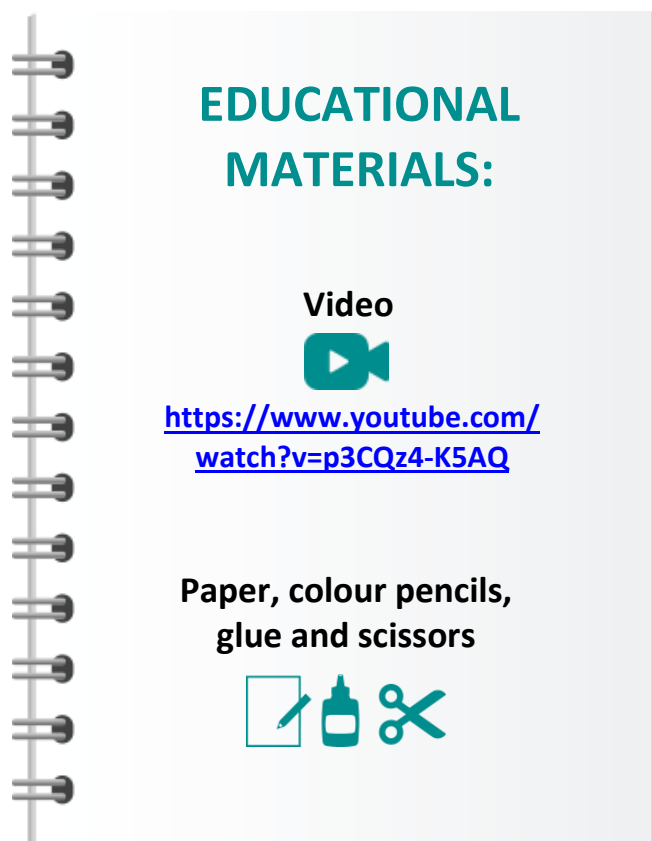 EDUCATIONAL
MATERIALS:
Video
https://www.youtube.com/
watch?v=p3CQz4-K5AQ
Paper, colour pencils,
glue and scissors